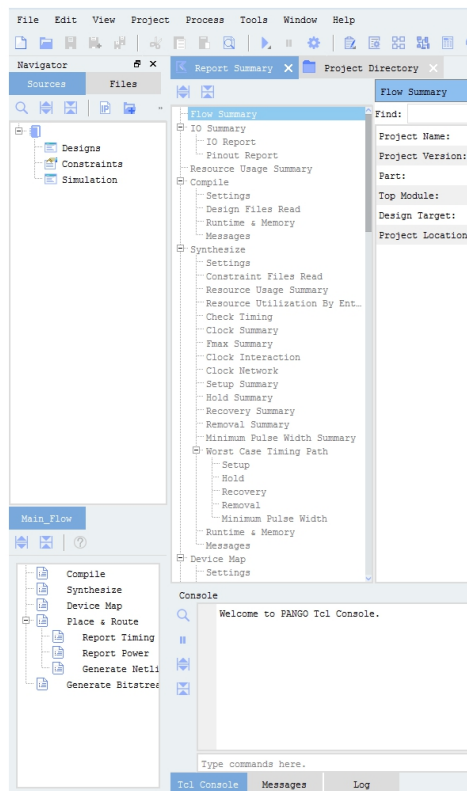 File Edit View Project Process Tools Window Help
Navigator
Sources Files
IP
Designs
Constraints
Simulation
Report Summary Project Directory
Flow Summary
IO Summary
IO Report
Pinout Report
Resource Usage Summary
Compile
Settings
Design Files Read
Runtime & Memory
Messages
Synthesize
Settings
Constraint Files Read
Resource Usage Summary
Resource Utilization By Ent...
Check Timing
Clock Summary
Fmax Summary
Clock Interaction
Clock Network
Setup Summary
Hold Summary
Recovery Summary
Removal Summary
Minimum Pulse Width Summary
Worst Case Timing Path
Setup
Hold
Recovery
Removal
Minimum Pulse Width
Runtime & Memory
Messages
Device Map
Settings
Flow Summary
Find:
Project Name:
Project Version:
Part:
Top Module:
Design Target:
Project Location
Main_Flow
Compile
Synthesize
Device Map
Place & Route
Report Timing
Report Power
Generate Netli
Generate Bitstrea
Console
Welcome to PANGO Tcl Console.
Type commands here.
Tcl Console Messages Log